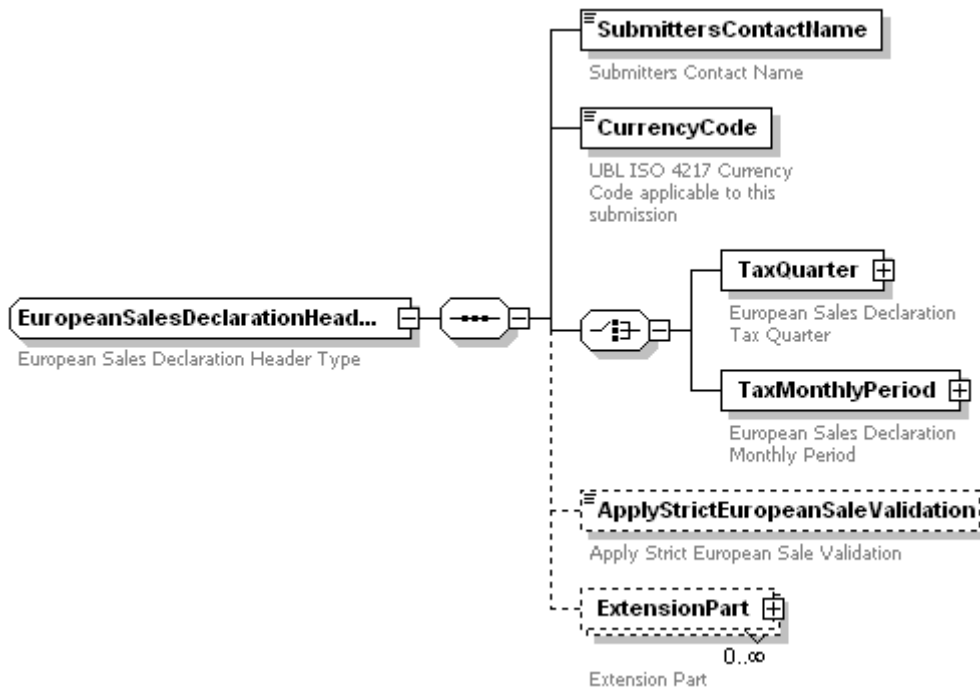 SubmittersContactName
Submitters Contact Name
CurrencyCode
UBL ISO 4217 Currency
Code applicable to this
submission
TaxQuarter
European Sales Declaration
Tax Quarter
EuropeanSalesDeclarationHead...
European Sales Declaration Header Type
TaxMonthlyPeriod
European Sales Declaration
Monthly Period
ApplyStrictEuropeanSaleValidation
Apply Strict European Sale Validation
ExtensionPart
0..∞
Extension Part